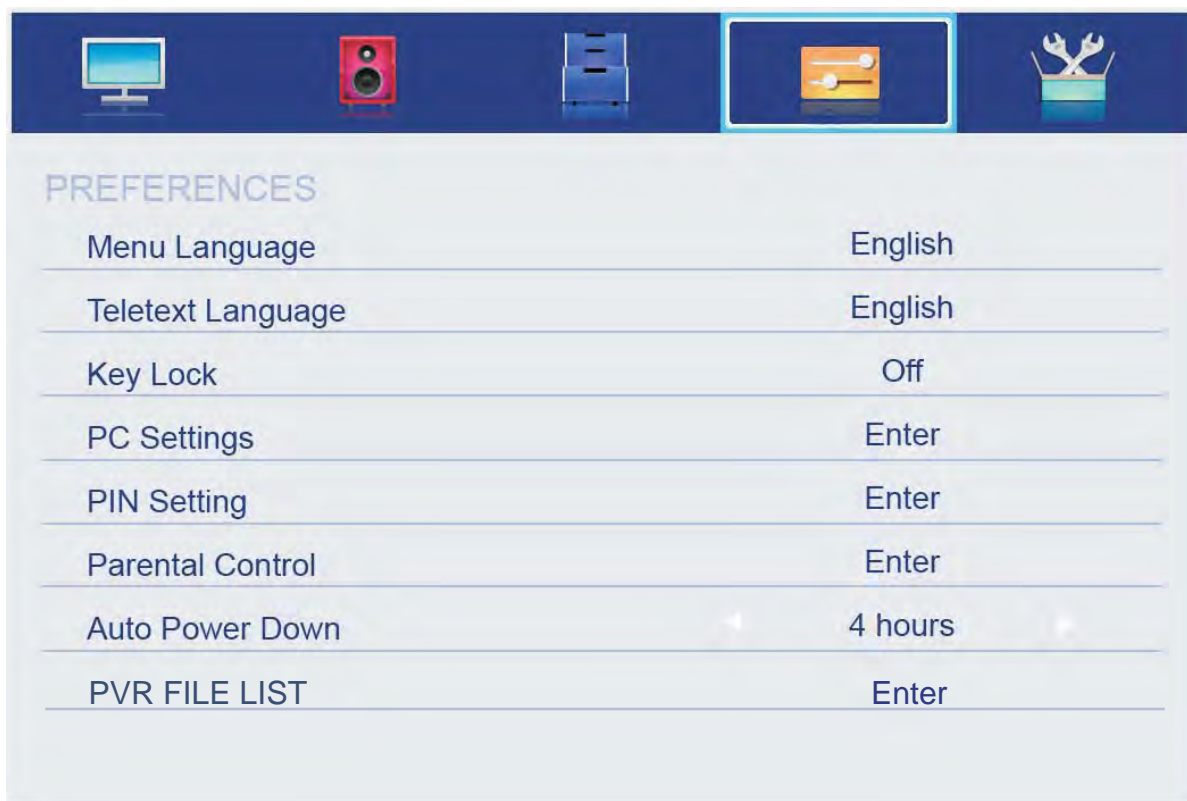 PREFERENCES
Menu Language English
Teletext Language English
Key Lock Off
PC Settings Enter
PIN Setting Enter
Parental Control Enter
Auto Power Down 4 hours
PVR FILE LIST Enter